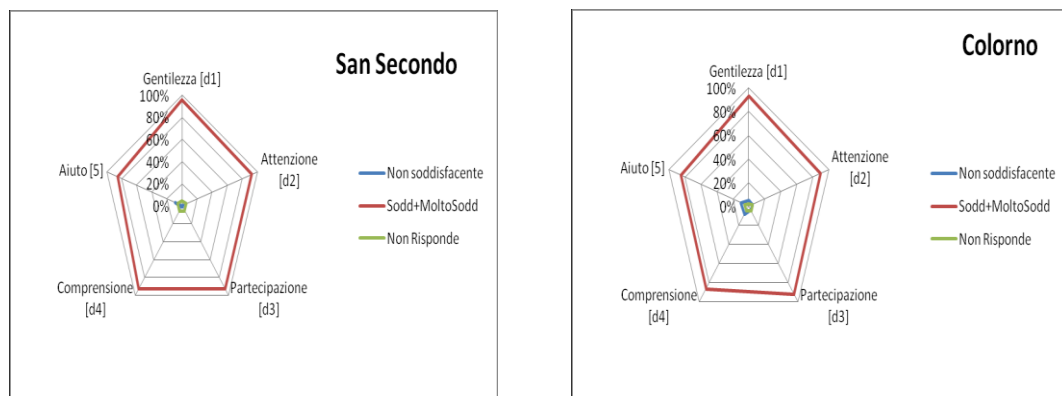 San Secondo
Gentilezza [d1]
100%
80%
60%
40%
20%
0%
Attenzione
[d2]
Partecipazione
[d3]
Comprensione
[d4]
Aiuto [5]
Non soddisfacente
Sodd+MoltoSodd
Non Risponde
Colorno
Gentilezza [d1]
100%
80%
60%
40%
20%
0%
Attenzione
[d2]
Partecipazione
[d3]
Comprensione
[d4]
Aiuto [5]
Non soddisfacente
Sodd+MoltoSodd
Non Risponde